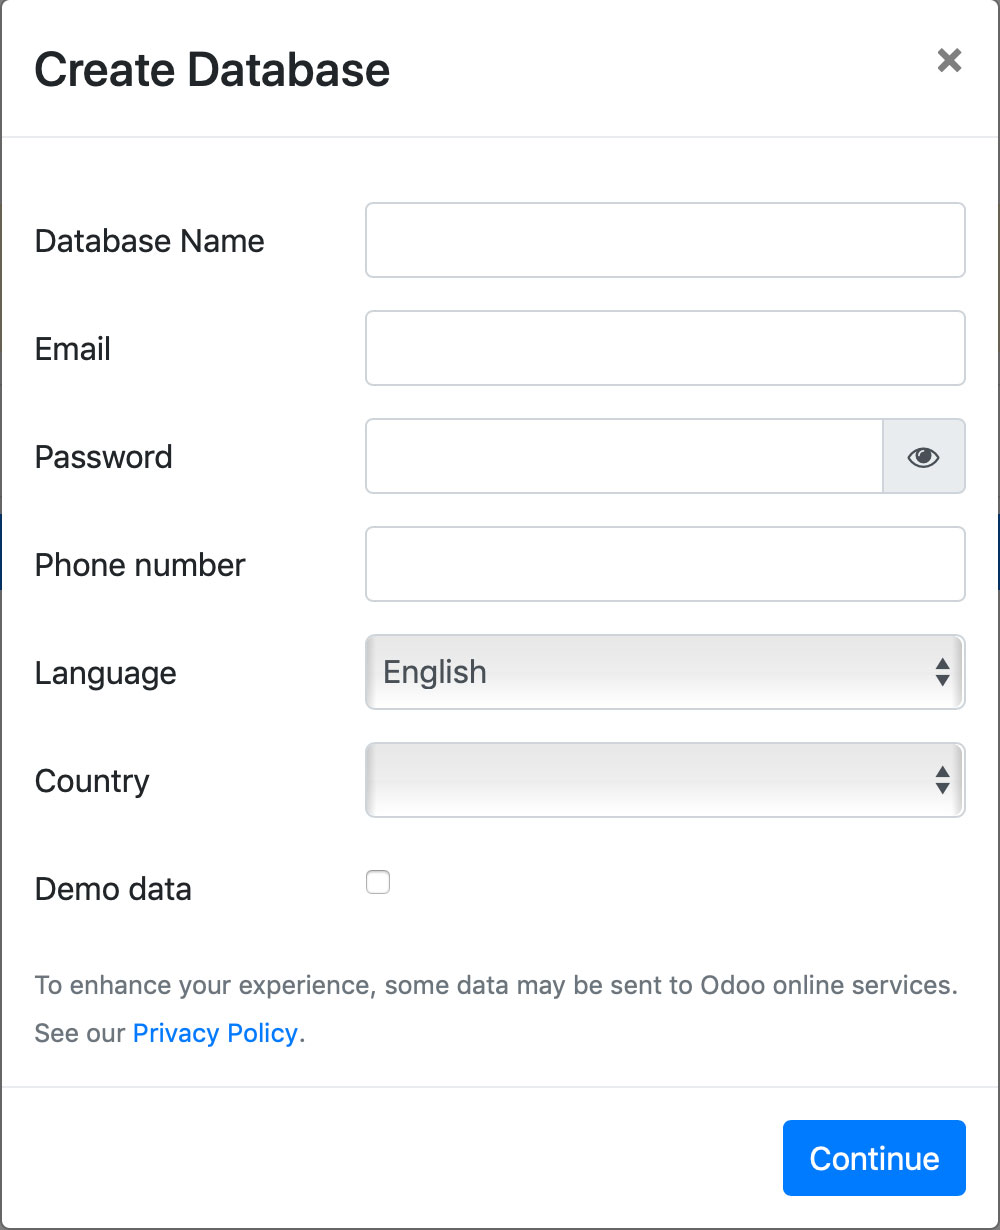 Create Database
Database Name
Email
Password
Phone number
Language
English
Country
Demo data
To enhance your experience, some data may be sent to Odoo online services.
See our Privacy Policy.
Continue